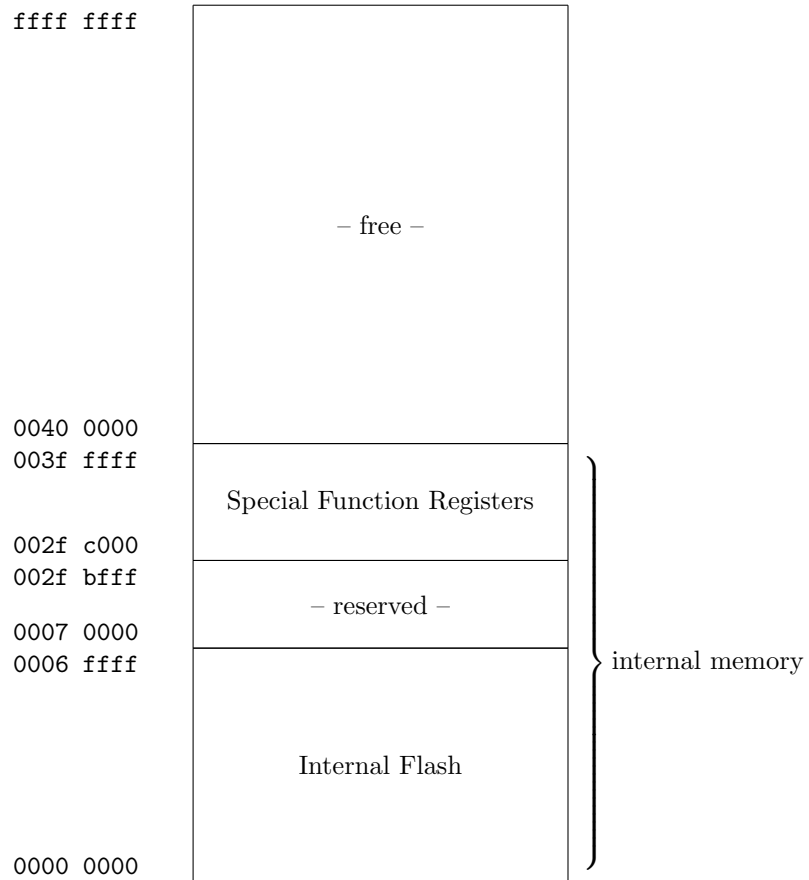 ffff ffff
– free –
0040 0000
003f ffff
Special Function Registers
002f c000
002f bfff
– reserved –
0007 0000
0006 ffff
internal memory
Internal Flash
0000 0000